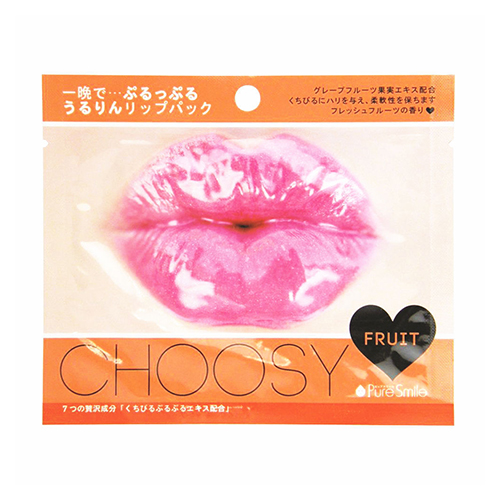 一晩で…ぷるっぷる
うるりんリップパック
グレープフルーツ果実エキス配合
くちびるにハリを与え、柔軟性を保ちます
フレッシュフルーツの香り♥
FRUIT
CHOOSY
Pure Smile
7つの贅沢成分「くちびるぷるぷるエキス配合」